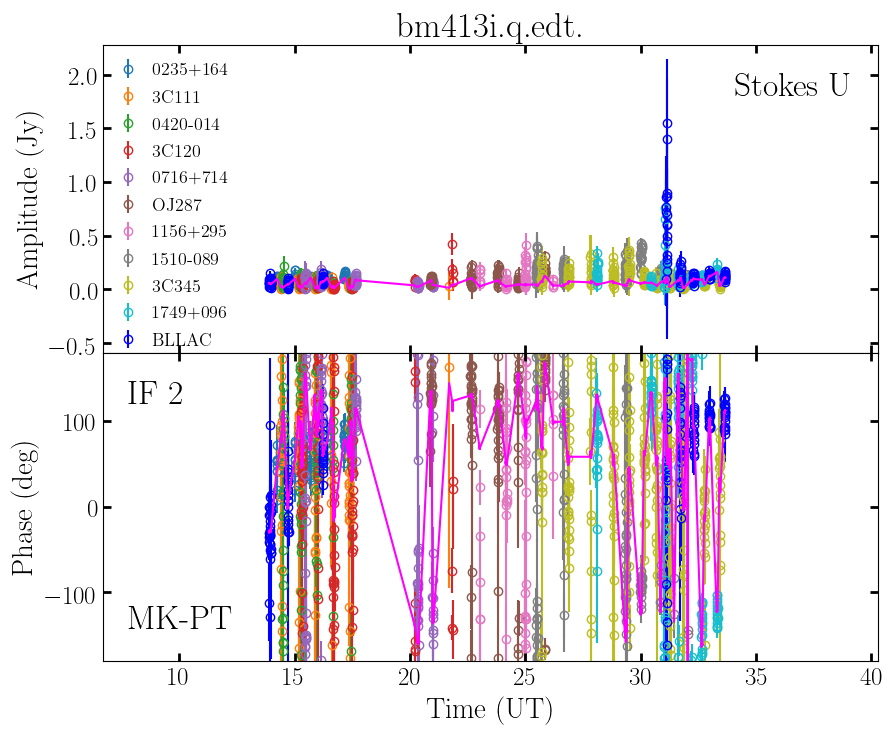 bm413i.q.edt.
Stokes U
0235+164
3C111
0420-014
3C120
0716+714
OJ287
1156+295
1510-089
3C345
1749+096
BLLAC
Amplitude (Jy)
2.0
1.5
1.0
0.5
0.0
−0.5
IF 2
MK-PT
Phase (deg)
100
0
−100
10
15
20
25
30
35
40
Time (UT)